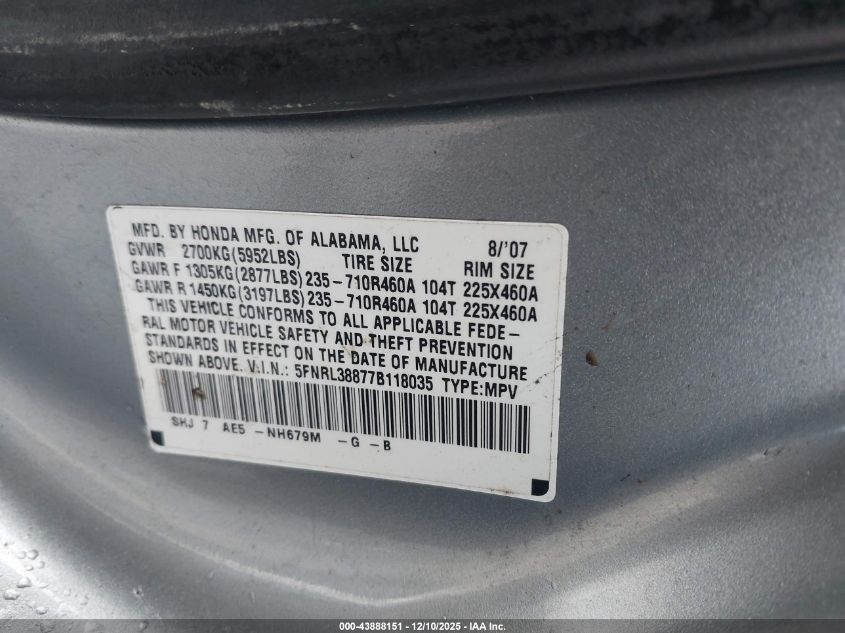 MFD. BY HONDA MFG. OF ALABAMA, LLC 8/'07
GVWR 2700KG(5952LBS) TIRE SIZE RIM SIZE
GAWR F 1305KG(2877LBS) 235-710R460A 104T 225X460A
GAWR R 1450KG(3197LBS) 235-710R460A 104T 225X460A
THIS VEHICLE CONFORMS TO ALL APPLICABLE FEDE-
RAL MOTOR VEHICLE SAFETY AND THEFT PREVENTION
STANDARDS IN EFFECT ON THE DATE OF MANUFACTURE
SHOWN ABOVE. V.I.N.: 5FNRL38877B118035 TYPE:MPV
SHJ 7 AE5 -NH679M -G -B
000-43888151 - 12/10/2025 - IAA Inc.